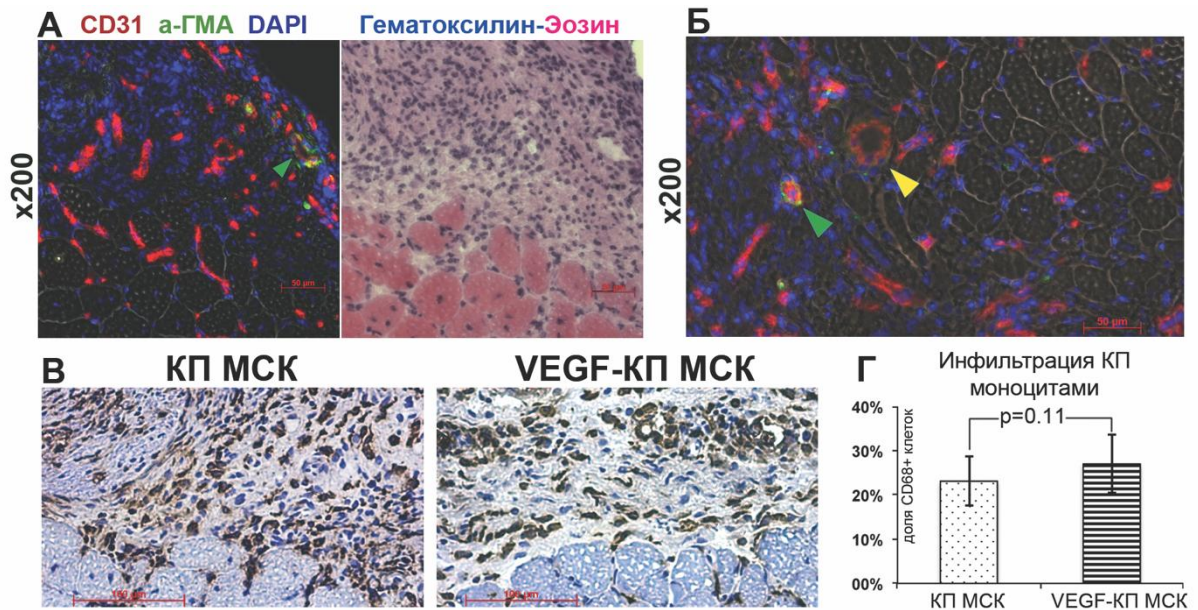 А CD31 а-ГМА DAPI Гематоксилин-Эозин
x200
50 µm
50 µm
Б
x200
50 µm
В КП МСК VEGF-КП МСК
100 µm
100 µm
Г Инфильтрация КП
моноцитами
доля CD68+ клеток
40%
30%
20%
10%
00%
p=0.11
КП МСК VEGF-КП МСК